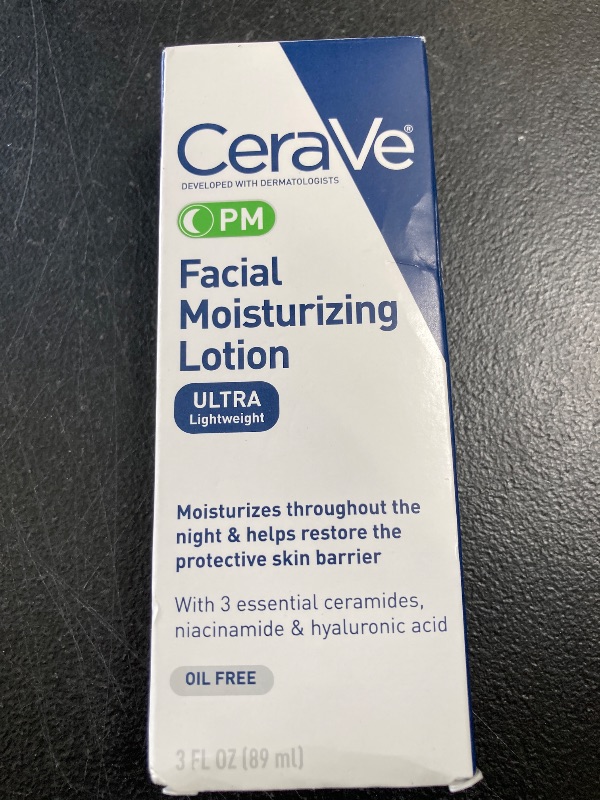 CeraVe®
DEVELOPED WITH DERMATOLOGISTS
PM
Facial
Moisturizing
Lotion
ULTRA
Lightweight
Moisturizes throughout the
night & helps restore the
protective skin barrier
With 3 essential ceramides,
niacinamide & hyaluronic acid
OIL FREE
3 FL OZ (89 ml)